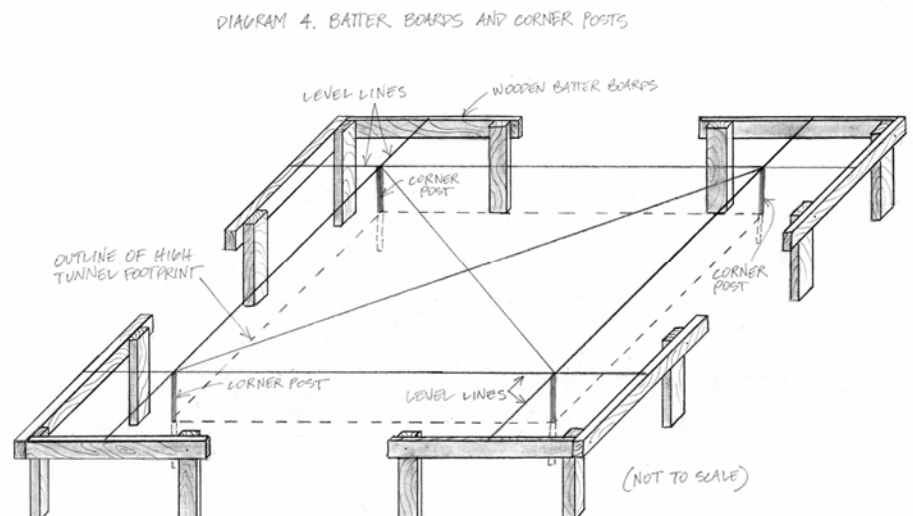 DIAGRAM 4. BATTER BOARDS AND CORNER POSTS
LEVEL LINES
WOODEN BATTER BOARDS
CORNER
POST
OUTLINE OF HIGH
TUNNEL FOOTPRINT
CORNER
POST
CORNER POST
LEVEL LINES
(NOT TO SCALE)